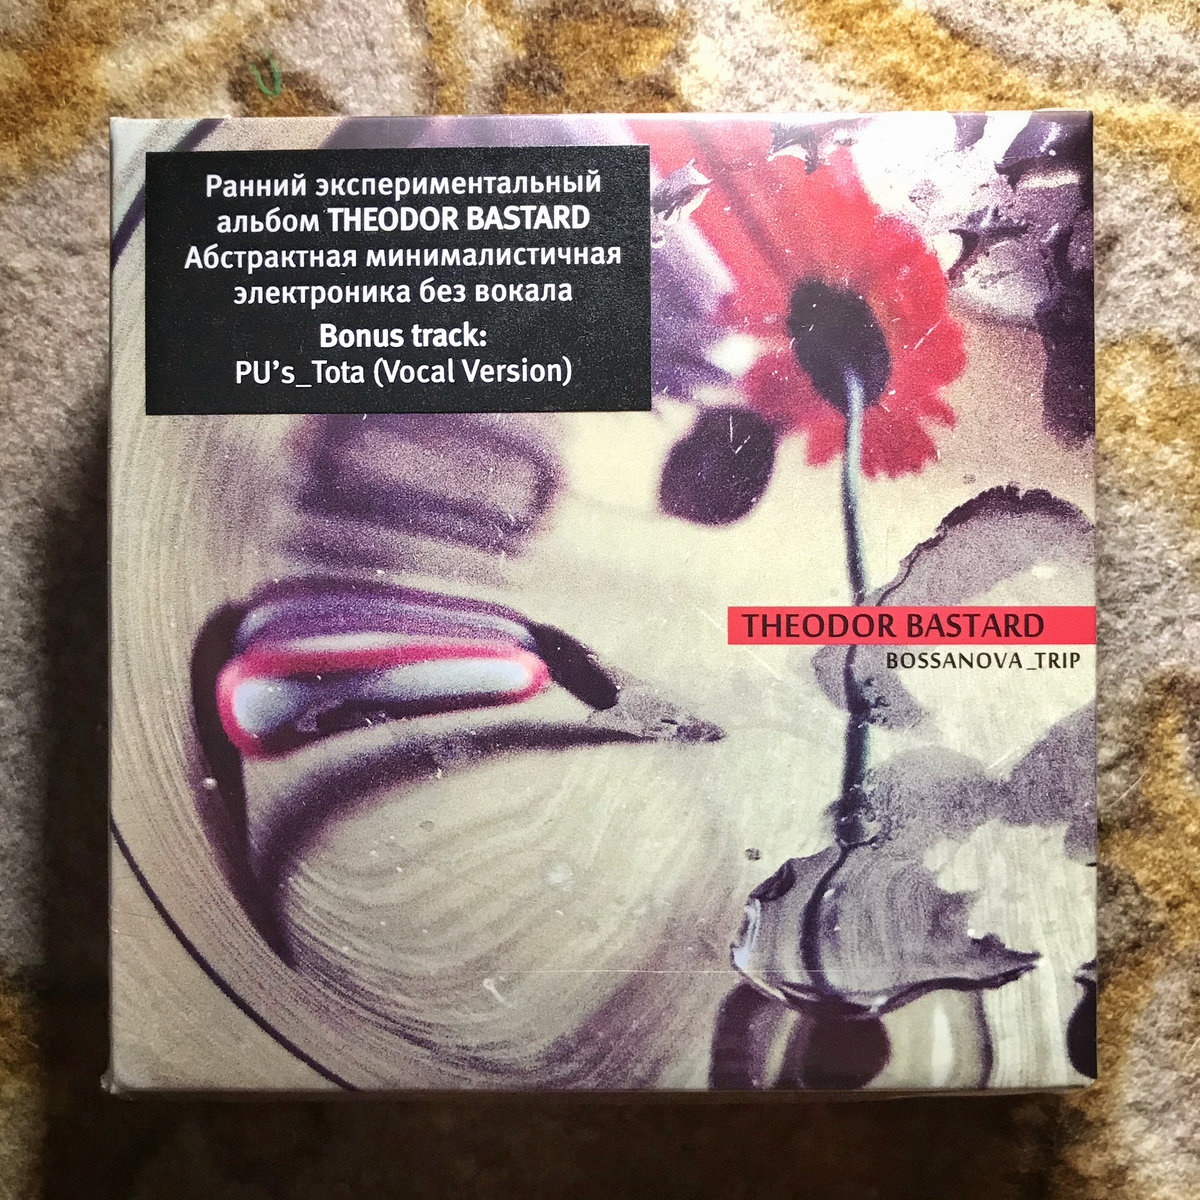 Ранний экспериментальный
альбом THEODOR BASTARD
Абстрактная минималистичная
электроника без вокала
Bonus track:
PU's_Tota (Vocal Version)
THEODOR BASTARD
BOSSANOVA_TRIP